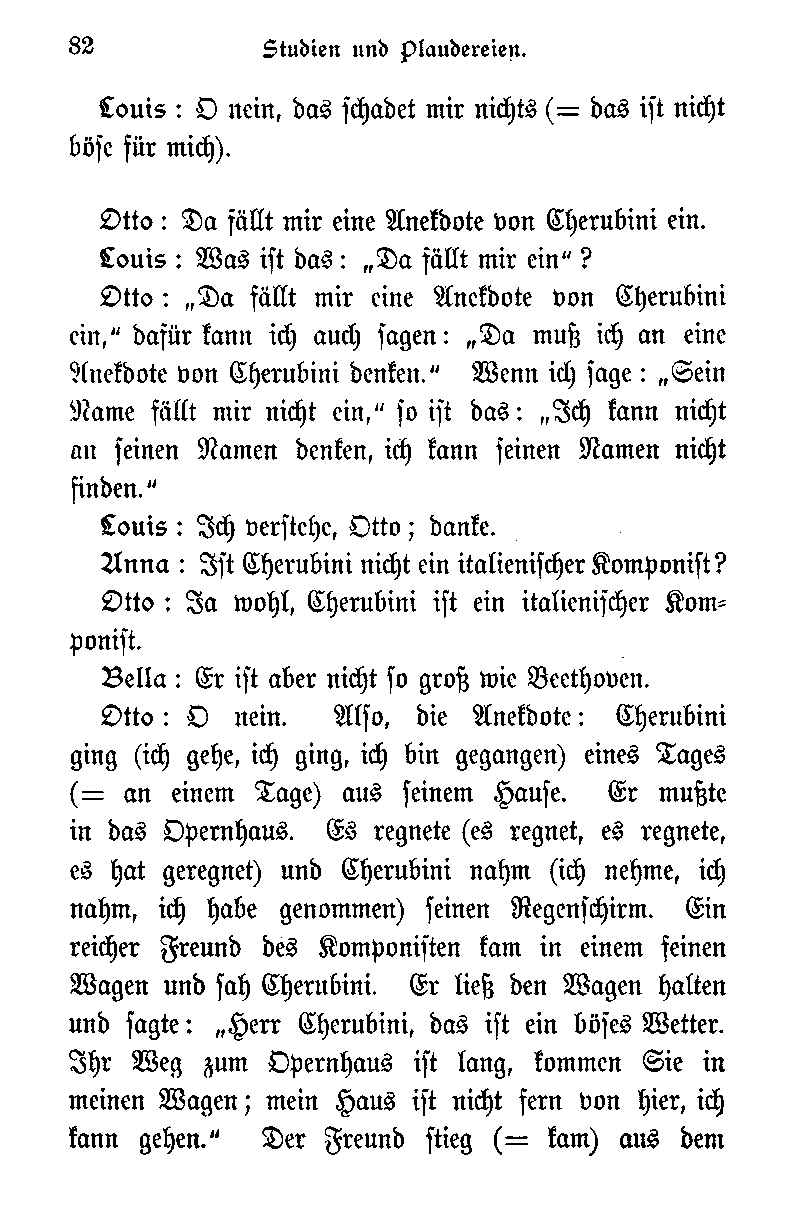 82
Studien und Plaudereien.
Louis : O nein, das schadet mir nichts (= das ist nicht
böse für mich).
Otto : Da fällt mir eine Anekdote von Cherubini ein.
Louis : Was ist das : „Da fällt mir ein“ ?
Otto : „Da fällt mir eine Anekdote von Cherubini
ein,“ dafür kann ich auch sagen: „Da muß ich an eine
Anekdote von Cherubini denken.“ Wenn ich sage : „Sein
Name fällt mir nicht ein,“ so ist das : „Ich kann nicht
an seinen Namen denken, ich kann seinen Namen nicht
finden.“
Louis : Ich verstehe, Otto ; danke.
Anna : Ist Cherubini nicht ein italienischer Komponist?
Otto : Ja wohl, Cherubini ist ein italienischer Kom-
ponist.
Bella : Er ist aber nicht so groß wie Beethoven.
Otto : O nein. Also, die Anekdote : Cherubini
ging (ich gehe, ich ging, ich bin gegangen) eines Tages
(= an einem Tage) aus seinem Hause. Er mußte
in das Opernhaus. Es regnete (es regnet, es regnete,
es hat geregnet) und Cherubini nahm (ich nehme, ich
nahm, ich habe genommen) seinen Regenschirm. Ein
reicher Freund des Komponisten kam in einem feinen
Wagen und sah Cherubini. Er ließ den Wagen halten
und sagte : „Herr Cherubini, das ist ein böses Wetter.
Ihr Weg zum Opernhaus ist lang, kommen Sie in
meinen Wagen ; mein Haus ist nicht fern von hier, ich
kann gehen.“ Der Freund stieg (= kam) aus dem